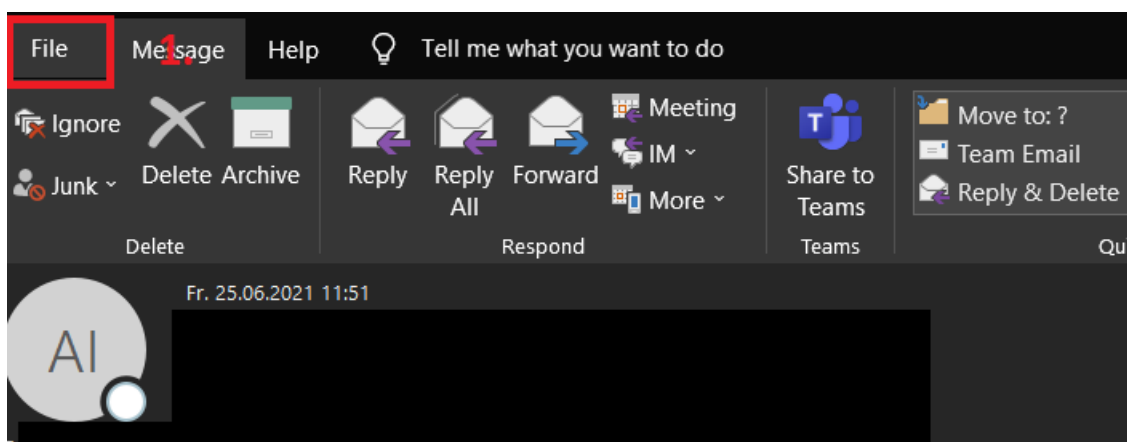 File Message 1. Help Tell me what you want to do
Ignore
Junk
Delete Archive
Delete
Reply Reply All Forward
Meeting
IM
More
Respond
Share to
Teams
Teams
Move to: ?
Team Email
Reply & Delete
Qu
Fr. 25.06.2021 11:51
AI